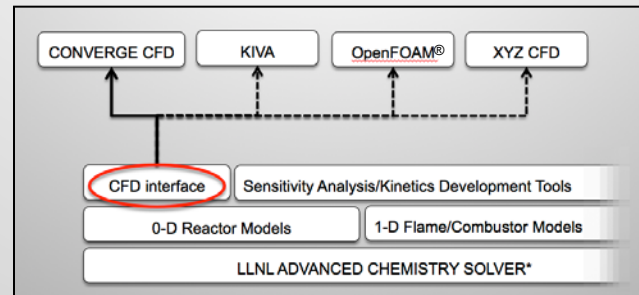 CONVERGE CFD
KIVA
OpenFOAM®
XYZ CFD
CFD interface
Sensitivity Analysis/Kinetics Development Tools
0-D Reactor Models
1-D Flame/Combustor Models
LLNL ADVANCED CHEMISTRY SOLVER*